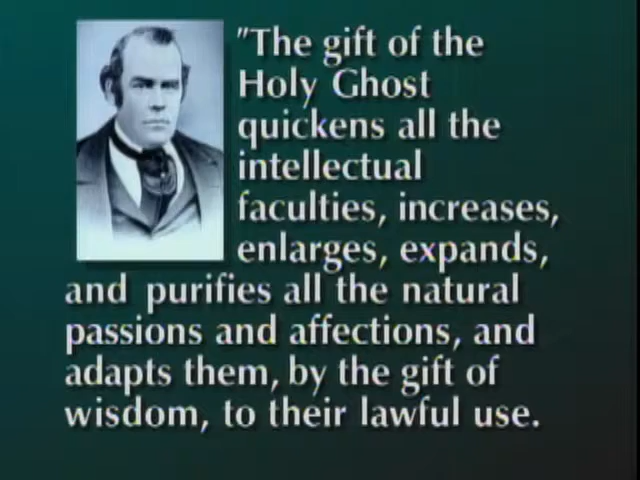 "The gift of the
Holy Ghost
quickens all the
intellectual
faculties, increases,
enlarges, expands,
and purifies all the natural
passions and affections, and
adapts them, by the gift of
wisdom, to their lawful use.